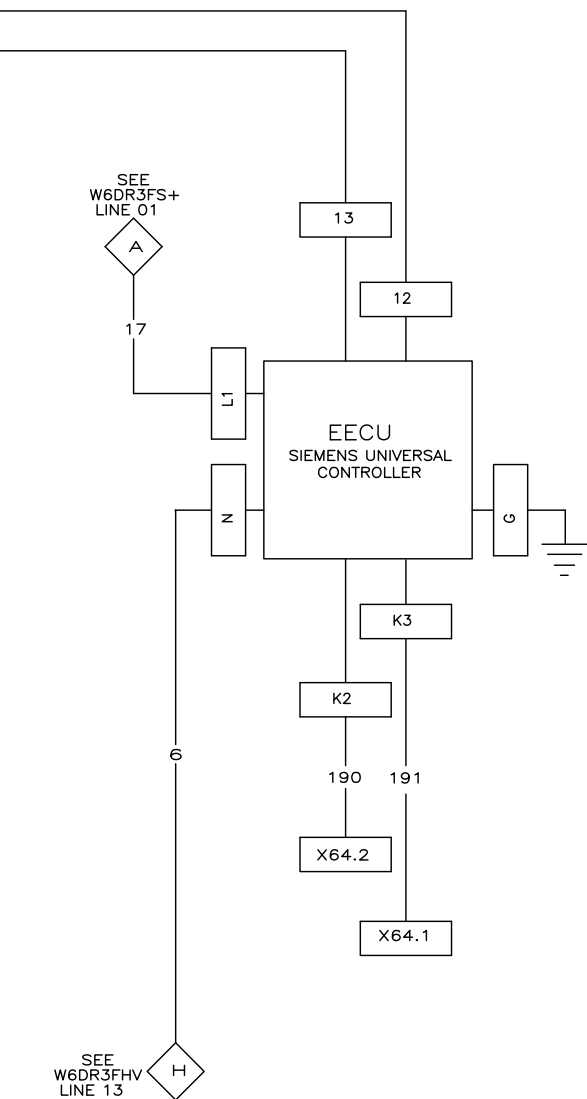 SEE
W6DR3FS+
LINE 01
A
13
12
17
L1
EECU
SIEMENS UNIVERSAL
CONTROLLER
N
G
K3
K2
6
190
191
X64.2
X64.1
SEE
W6DR3FHV
LINE 13
H